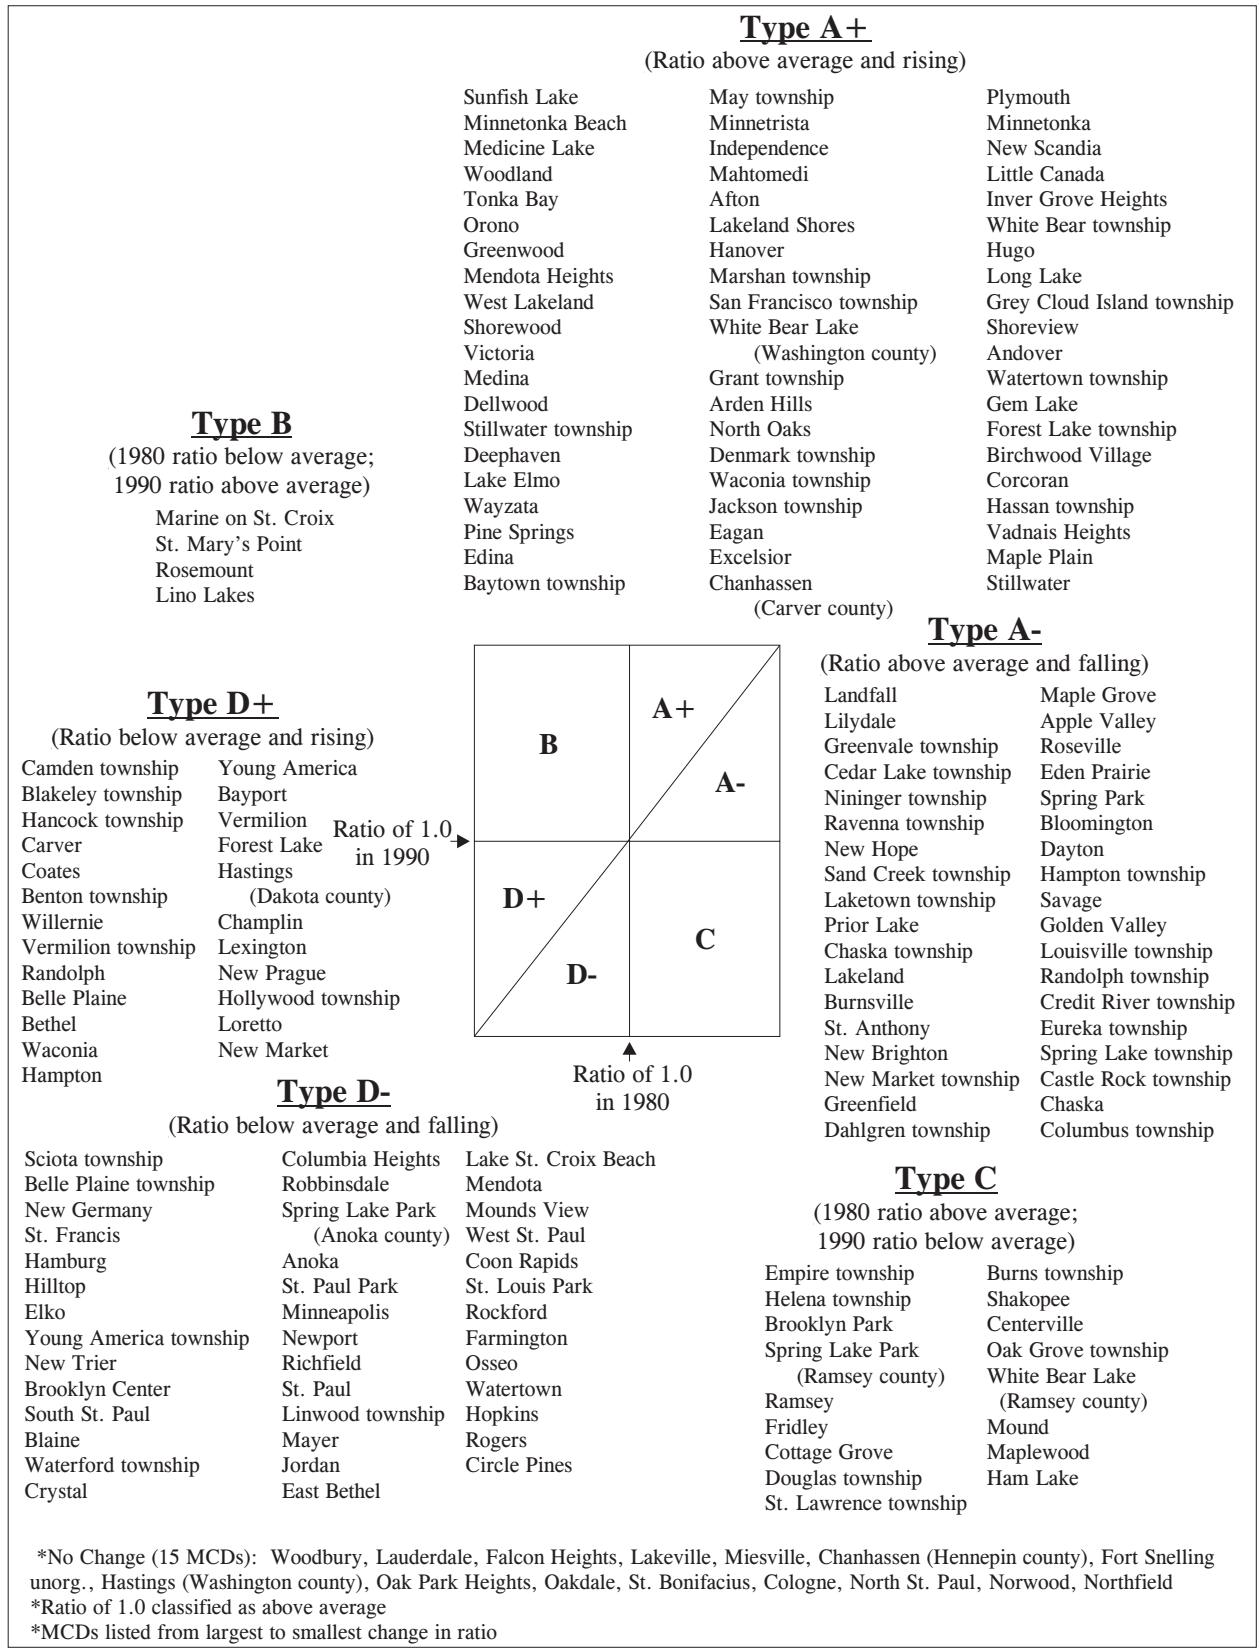 Type A+
(Ratio above average and rising)
Sunfish Lake
Minnetonka Beach
Medicine Lake
Woodland
Tonka Bay
Orono
Greenwood
Mendota Heights
West Lakeland
Shorewood
Victoria
Medina
Dellwood
Stillwater township
Deephaven
Lake Elmo
Wayzata
Pine Springs
Edina
Baytown township
May township
Minnetrista
Independence
Mahtomedi
Afton
Lakeland Shores
Hanover
Marshan township
San Francisco township
White Bear Lake
(Washington county)
Grant township
Arden Hills
North Oaks
Denmark township
Waconia township
Jackson township
Eagan
Excelsior
Chanhassen
(Carver county)
Plymouth
Minnetonka
New Scandia
Little Canada
Inver Grove Heights
White Bear township
Hugo
Long Lake
Grey Cloud Island township
Shoreview
Andover
Watertown township
Gem Lake
Forest Lake township
Birchwood Village
Corcoran
Hassan township
Vadnais Heights
Maple Plain
Stillwater
Type B
(1980 ratio below average;
1990 ratio above average)
Marine on St. Croix
St. Mary's Point
Rosemount
Lino Lakes
Type A-
(Ratio above average and falling)
Landfall
Lilydale
Greenvale township
Cedar Lake township
Nininger township
Ravenna township
New Hope
Sand Creek township
Laketown township
Prior Lake
Chaska township
Lakeland
Burnsville
St. Anthony
New Brighton
New Market township
Greenfield
Dahlgren township
Maple Grove
Apple Valley
Roseville
Eden Prairie
Spring Park
Bloomington
Dayton
Hampton township
Savage
Golden Valley
Louisville township
Randolph township
Credit River township
Eureka township
Spring Lake township
Castle Rock township
Chaska
Columbus township
Type D+
(Ratio below average and rising)
Camden township
Blakeley township
Hancock township
Carver
Coates
Benton township
Willernie
Vermilion township
Randolph
Belle Plaine
Bethel
Waconia
Hampton
Young America
Bayport
Vermilion
Forest Lake
Hastings
(Dakota county)
Champlin
Lexington
New Prague
Hollywood township
Loretto
New Market
Ratio of 1.0
in 1990
B
A+
A-
D+
D-
C
Ratio of 1.0
in 1980
Type D-
(Ratio below average and falling)
Sciota township
Belle Plaine township
New Germany
St. Francis
Hamburg
Hilltop
Elko
Young America township
New Trier
Brooklyn Center
South St. Paul
Blaine
Waterford township
Crystal
Columbia Heights
Robbinsdale
Spring Lake Park
(Anoka county)
Anoka
St. Paul Park
Minneapolis
Newport
Richfield
St. Paul
Linwood township
Mayer
Jordan
East Bethel
Lake St. Croix Beach
Mendota
Mounds View
West St. Paul
Coon Rapids
St. Louis Park
Rockford
Farmington
Osseo
Watertown
Hopkins
Rogers
Circle Pines
Type C
(1980 ratio above average;
1990 ratio below average)
Empire township
Helena township
Brooklyn Park
Spring Lake Park
(Ramsey county)
Ramsey
Fridley
Cottage Grove
Douglas township
St. Lawrence township
Burns township
Shakopee
Centerville
Oak Grove township
White Bear Lake
(Ramsey county)
Mound
Maplewood
Ham Lake
*No Change (15 MCDs): Woodbury, Lauderdale, Falcon Heights, Lakeville, Miesville, Chanhassen (Hennepin county), Fort Snelling
unorg., Hastings (Washington county), Oak Park Heights, Oakdale, St. Bonifacius, Cologne, North St. Paul, Norwood, Northfield
*Ratio of 1.0 classified as above average
*MCDs listed from largest to smallest change in ratio